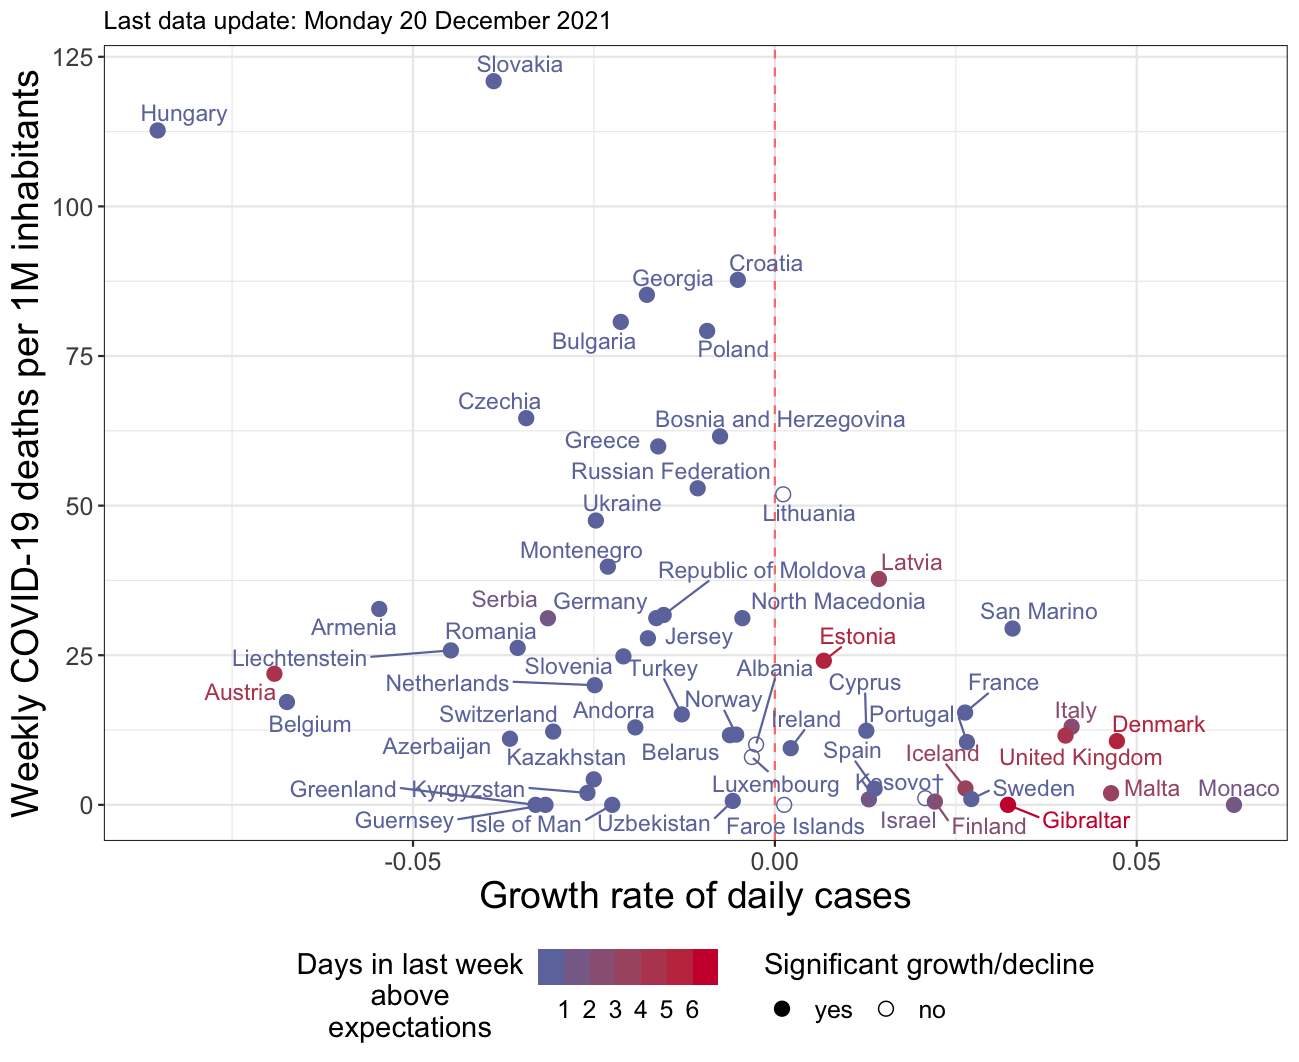 Last data update: Monday 20 December 2021
Weekly COVID-19 deaths per 1M inhabitants
125
100
75
50
25
0
Slovakia
Hungary
Croatia
Georgia
Bulgaria
Poland
Czechia
Bosnia and Herzegovina
Greece
Russian Federation
Ukraine
Lithuania
Montenegro
Republic of Moldova
Latvia
Serbia
Germany
North Macedonia
San Marino
Armenia
Romania
Jersey
Estonia
Liechtenstein
Slovenia
Turkey
Albania
Netherlands
Cyprus
France
Austria
Norway
Belgium
Switzerland
Andorra
Ireland
Portugal
Italy
Denmark
Azerbaijan
Kazakhstan
Belarus
Spain
Iceland
United Kingdom
Luxembourg
Kosovo†
Greenland
Kyrgyzstan
Sweden
Malta
Monaco
Guernsey
Isle of Man
Uzbekistan
Faroe Islands
Israel
Finland
Gibraltar
-0.05
0.00
0.05
Growth rate of daily cases
Days in last week
above
expectations
1 2 3 4 5 6
Significant growth/decline
yes
no